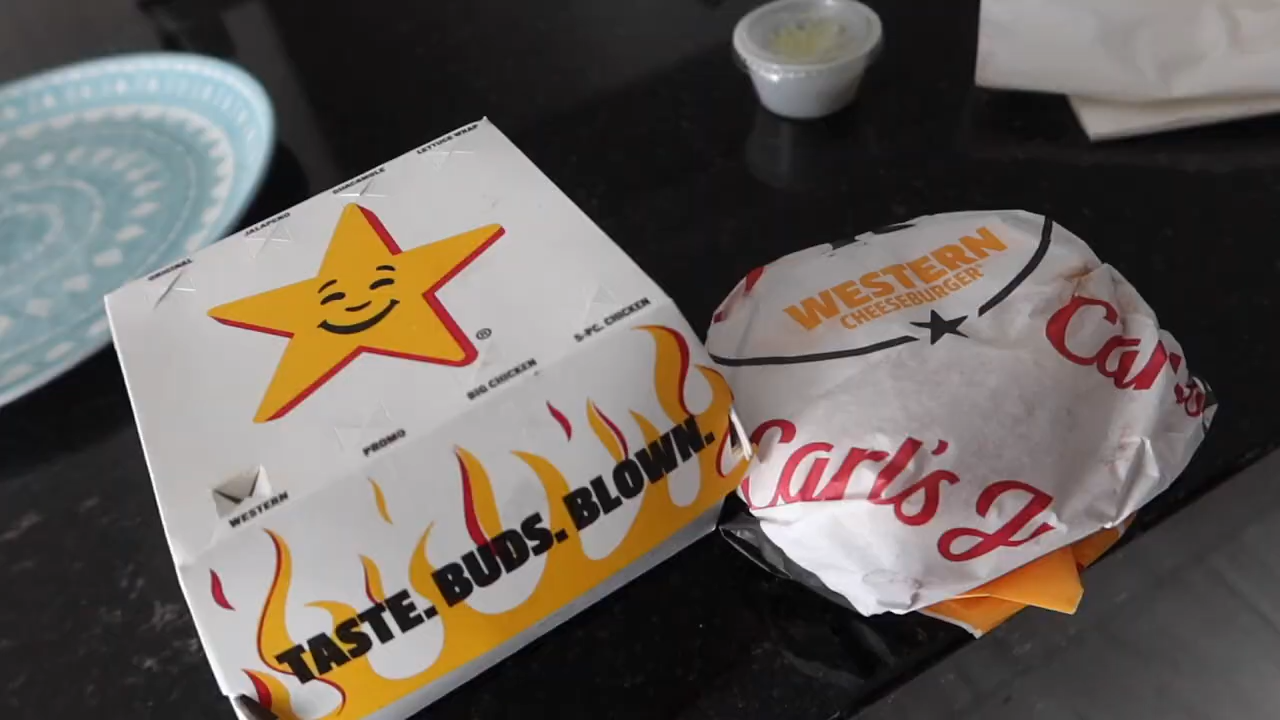 ORIGINAL
JALAPEÑO
GUACAMOLE
LETTUCE WRAP
®
WESTERN
PROMO
BIG CHICKEN
5-PC. CHICKEN
TASTE. BUDS. BLOWN.
WESTERN
CHEESEBURGER
Carl's
Carl's J